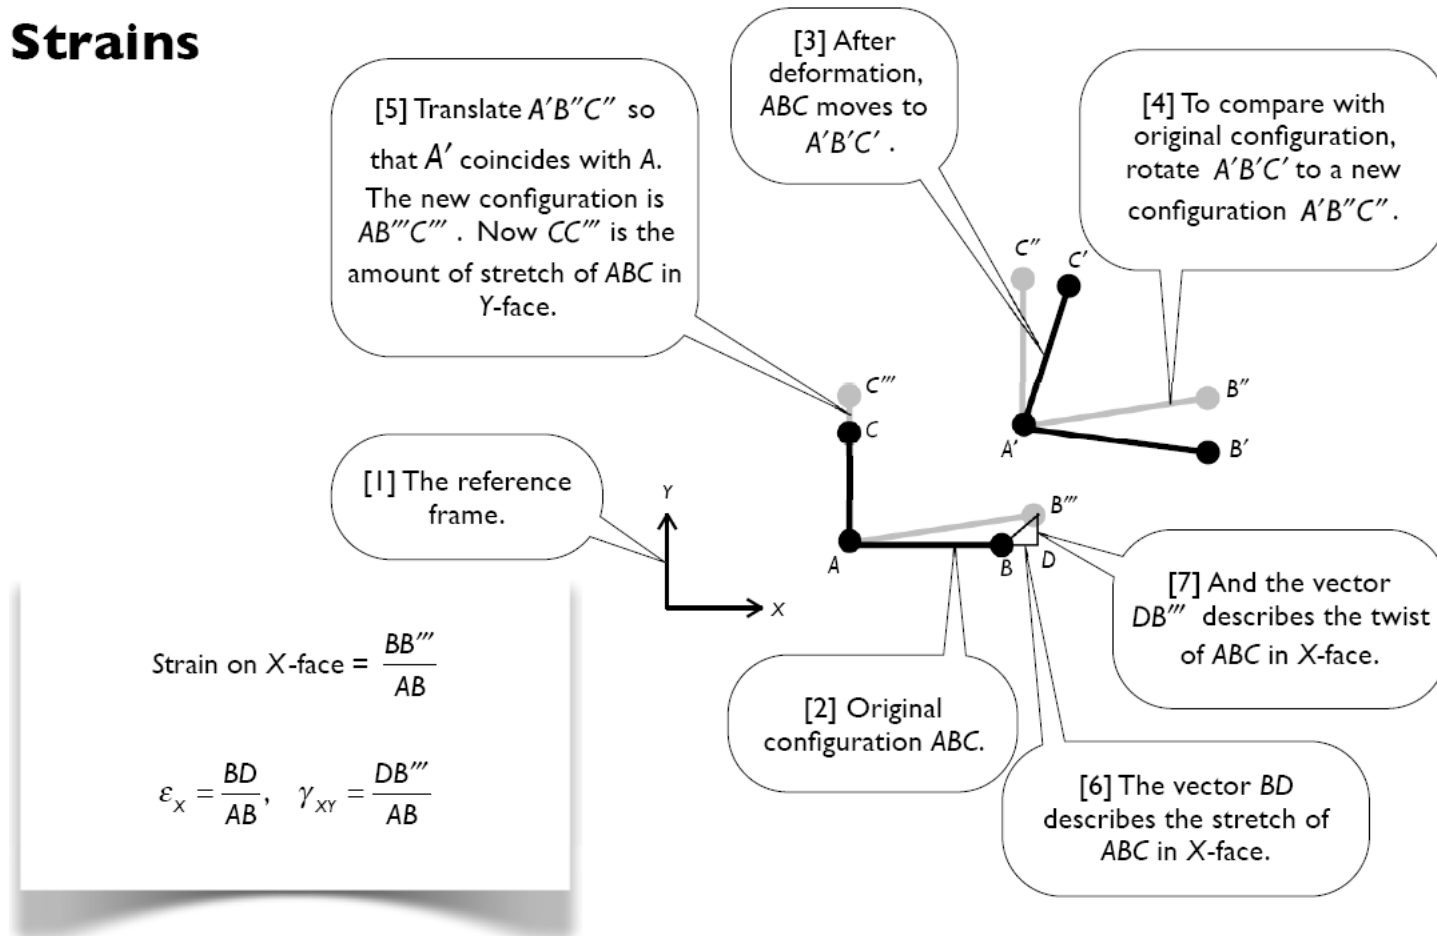 Strains
[5] Translate A′B″C″ so
that A′ coincides with A.
The new configuration is
AB‴C‴ . Now CC‴ is the
amount of stretch of ABC in
Y-face.
[3] After
deformation,
ABC moves to
A′B′C′ .
[4] To compare with
original configuration,
rotate A′B′C′ to a new
configuration A′B″C″.
C″
C′
C‴
C
B″
A′
B′
[1] The reference
frame.
Y
X
B‴
A
B
D
[7] And the vector
DB‴ describes the twist
of ABC in X-face.
[2] Original
configuration ABC.
[6] The vector BD
describes the stretch of
ABC in X-face.
Strain on X-face = BB‴ / AB
ε_X = BD / AB, γ_XY = DB‴ / AB